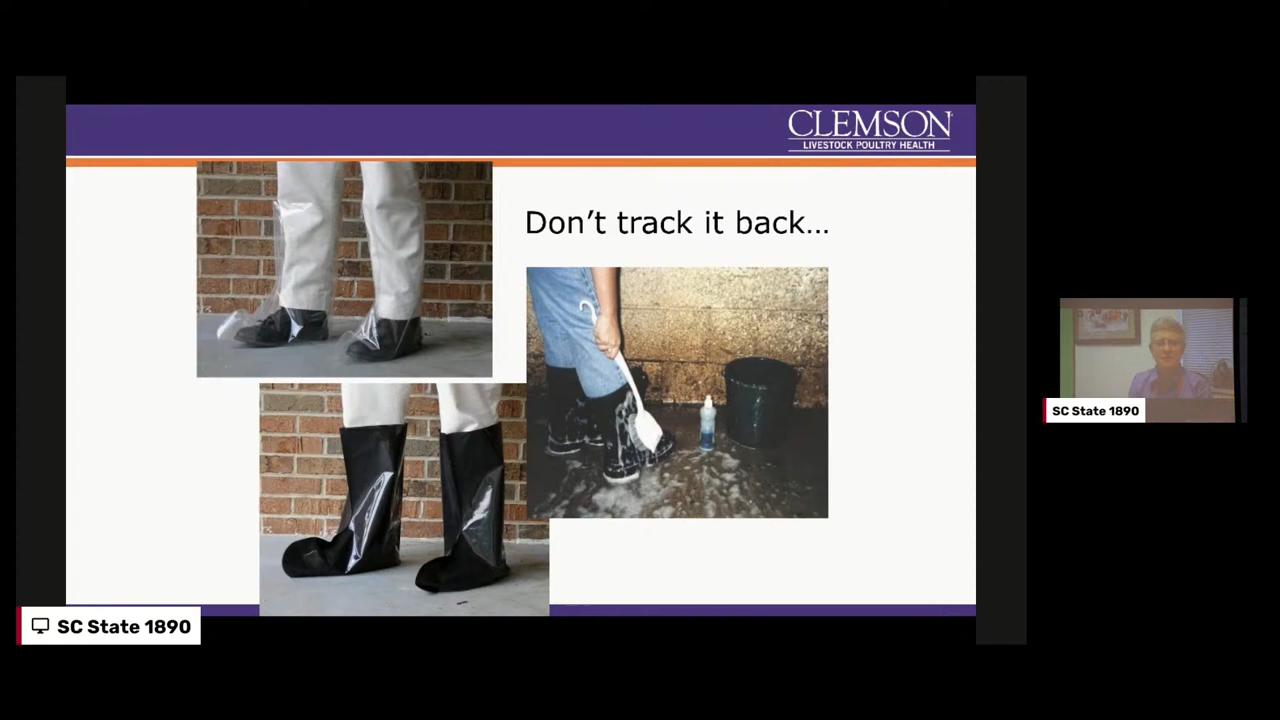 CLEMSON
LIVESTOCK POULTRY HEALTH
Don't track it back...
SC State 1890
SC State 1890